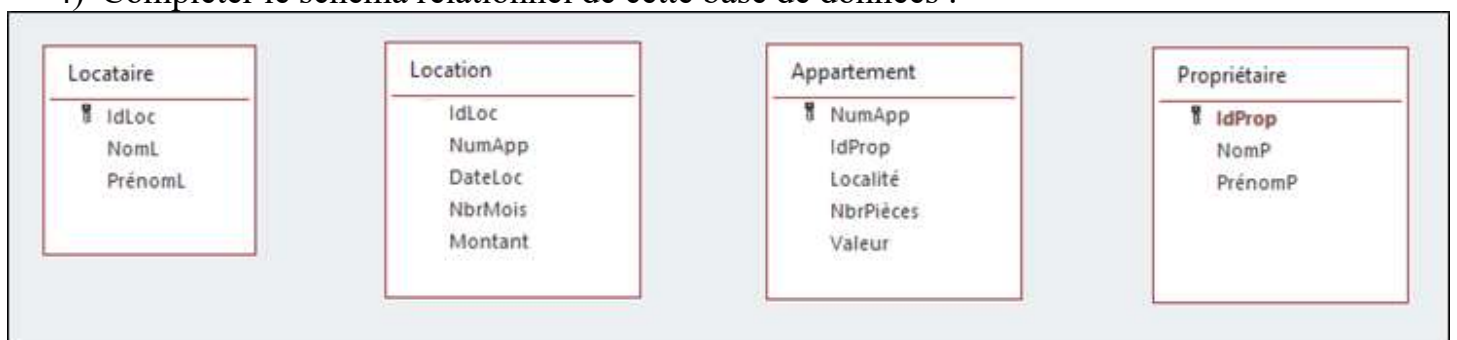 4) Compléter le schéma relationnel de cette base de données :
Locataire
IdLoc
NomL
PrénomL
Location
IdLoc
NumApp
DateLoc
NbrMois
Montant
Appartement
NumApp
IdProp
Localité
NbrPièces
Valeur
Propriétaire
IdProp
NomP
PrénomP